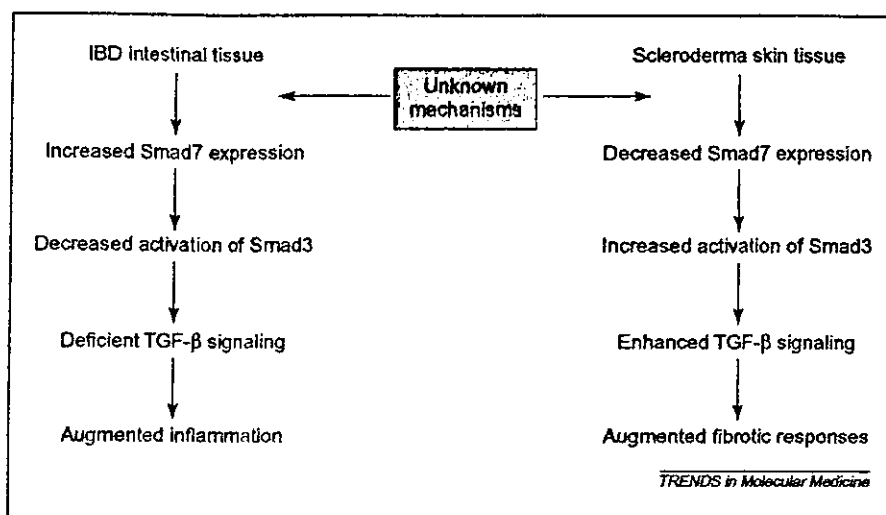 IBD intestinal tissue
Scleroderma skin tissue
Unknown
mechanisms
Increased Smad7 expression
Decreased Smad7 expression
Decreased activation of Smad3
Increased activation of Smad3
Deficient TGF-β signaling
Enhanced TGF-β signaling
Augmented inflammation
Augmented fibrotic responses
TRENDS in Molecular Medicine